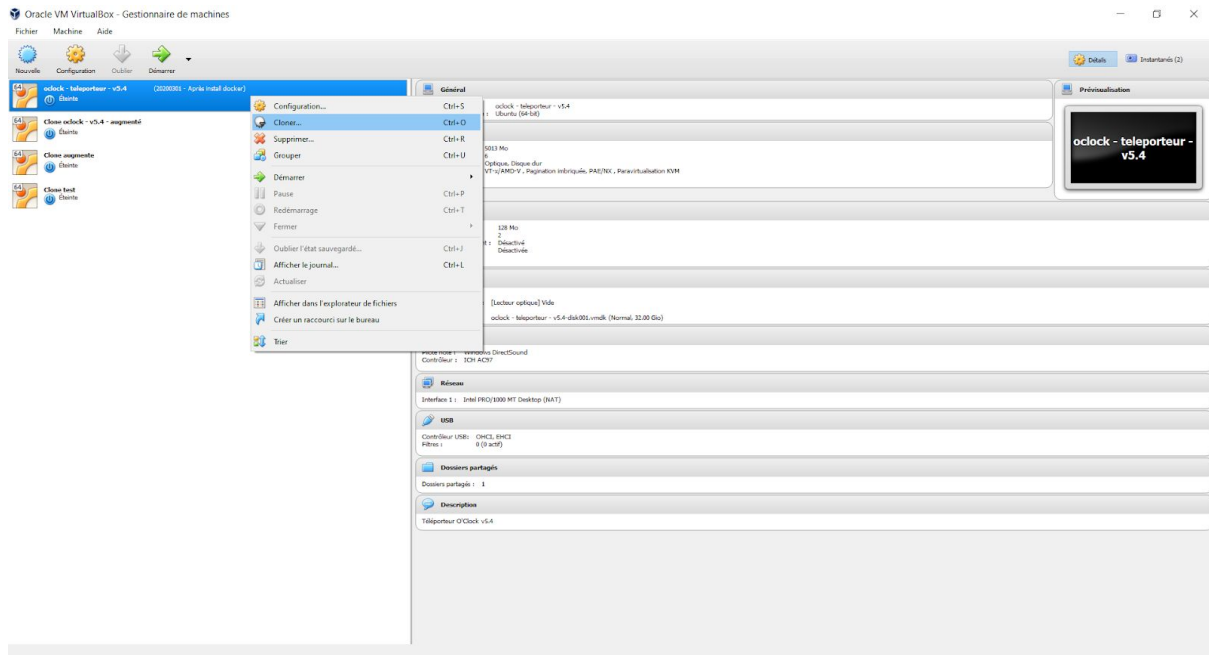 Oracle VM VirtualBox - Gestionnaire de machines
Fichier Machine Aide
Nouvelle Configuration Oublier Démarrer
Détails Instantanés (2)
oclock - teleporteur - v5.4 (20200301 - Après install docker)
Éteinte
Clone oclock - v5.4 - augmenté
Éteinte
Clone augmente
Éteinte
Clone test
Éteinte
Configuration... Ctrl+S
Cloner... Ctrl+O
Supprimer... Ctrl+R
Grouper Ctrl+U
Démarrer
Pause Ctrl+P
Redémarrage Ctrl+T
Fermer
Oublier l'état sauvegardé... Ctrl+J
Afficher le journal... Ctrl+L
Actualiser
Afficher dans l'explorateur de fichiers
Créer un raccourci sur le bureau
Trier
Général
oclock - teleporteur - v5.4
: Ubuntu (64-bit)
5013 Mo
6
Optique, Disque dur
VT-x/AMD-V , Pagination imbriquée, PAE/NX , Paravirtualisation KVM
128 Mo
2
Désactivé
Désactivée
[Lecteur optique] Vide
oclock - teleporteur - v5.4-disk001.vmdk (Normal, 32.00 Gio)
Pilote hôte : Windows DirectSound
Contrôleur : ICH AC97
Réseau
Interface 1 : Intel PRO/1000 MT Desktop (NAT)
USB
Contrôleur USB: OHCI, EHCI
Filtres : 0 (0 actif)
Dossiers partagés
Dossiers partagés : 1
Description
Téléporteur O'Clock v5.4
Prévisualisation
oclock - teleporteur -
v5.4